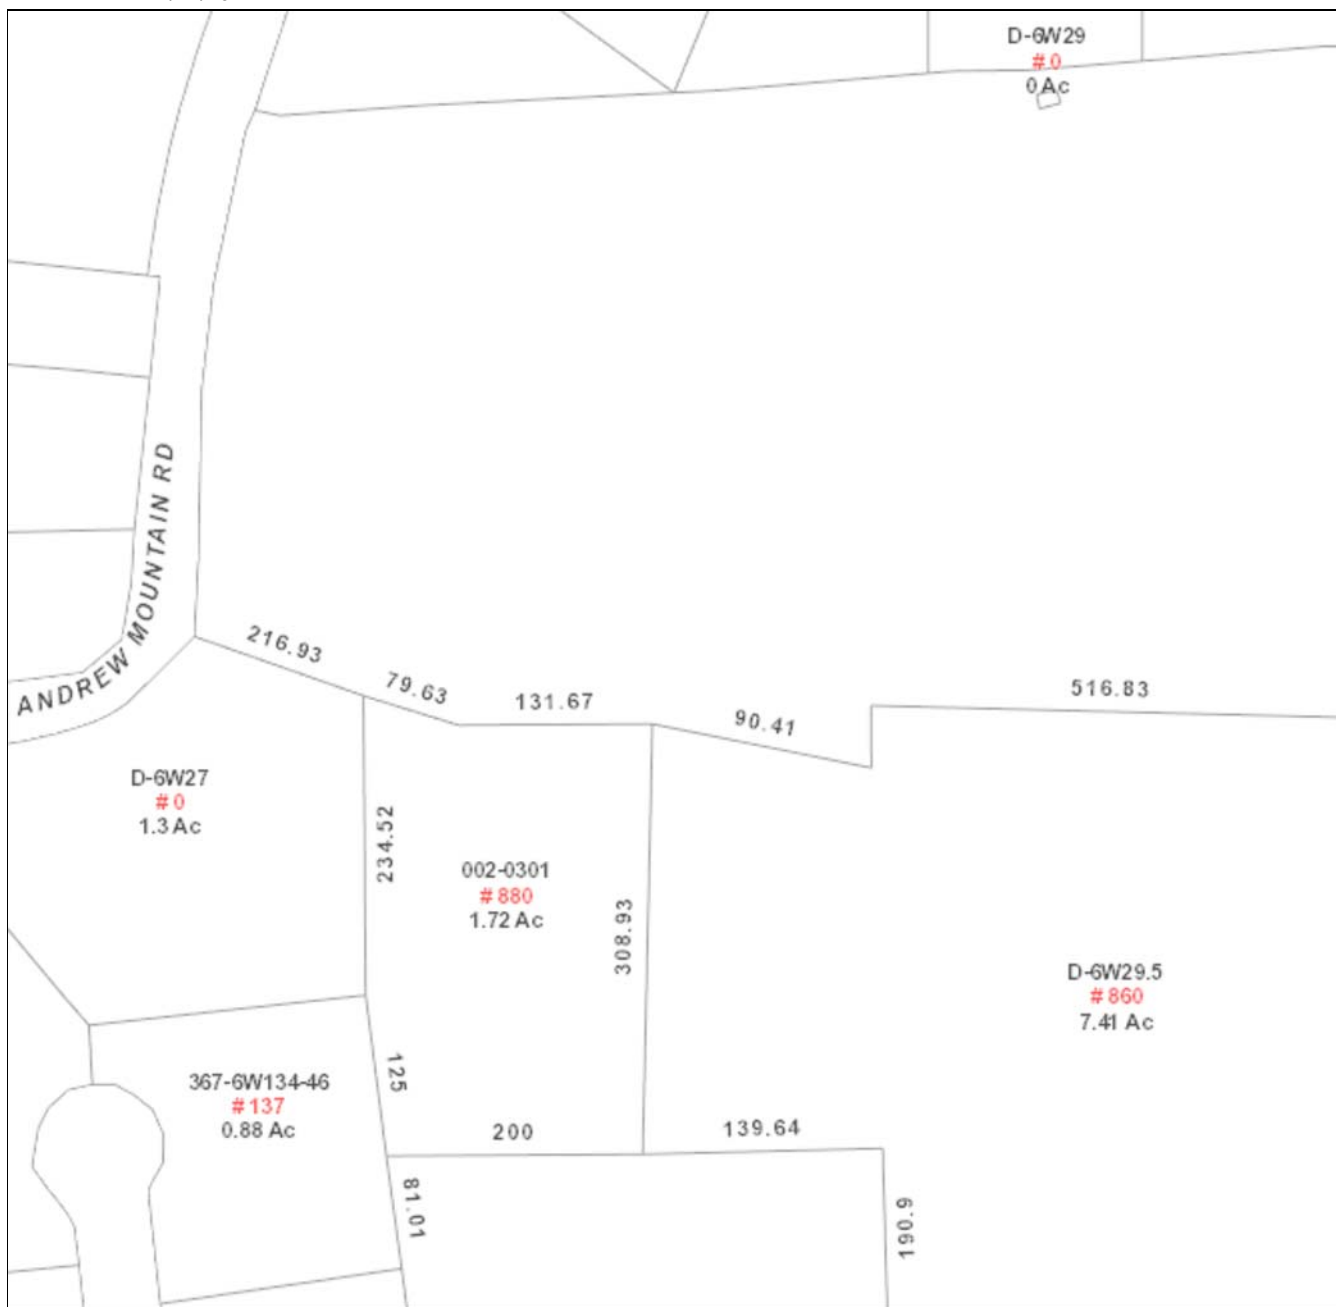 D-6W29
# 0
0 Ac
ANDREW MOUNTAIN RD
216.93
79.63
131.67
90.41
516.83
D-6W27
# 0
1.3 Ac
234.52
002-0301
# 880
1.72 Ac
308.93
D-6W29.5
# 860
7.41 Ac
125
367-6W134-46
# 137
0.88 Ac
200
139.64
81.01
190.9